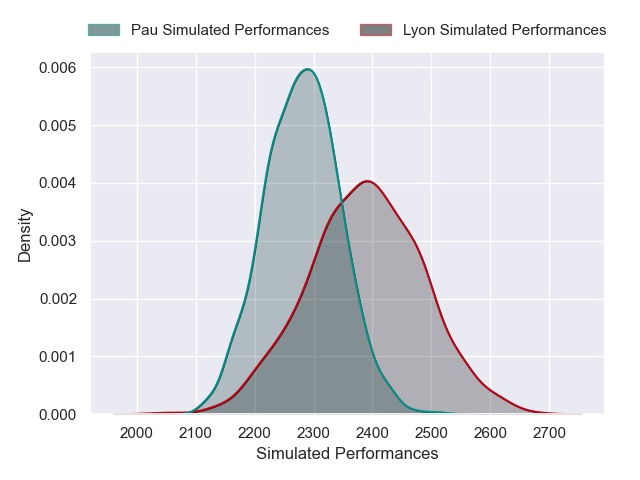 Pau Simulated Performances Lyon Simulated Performances
0.006
0.005
0.004
0.003
0.002
0.001
0.000
Density
2000 2100 2200 2300 2400 2500 2600 2700
Simulated Performances